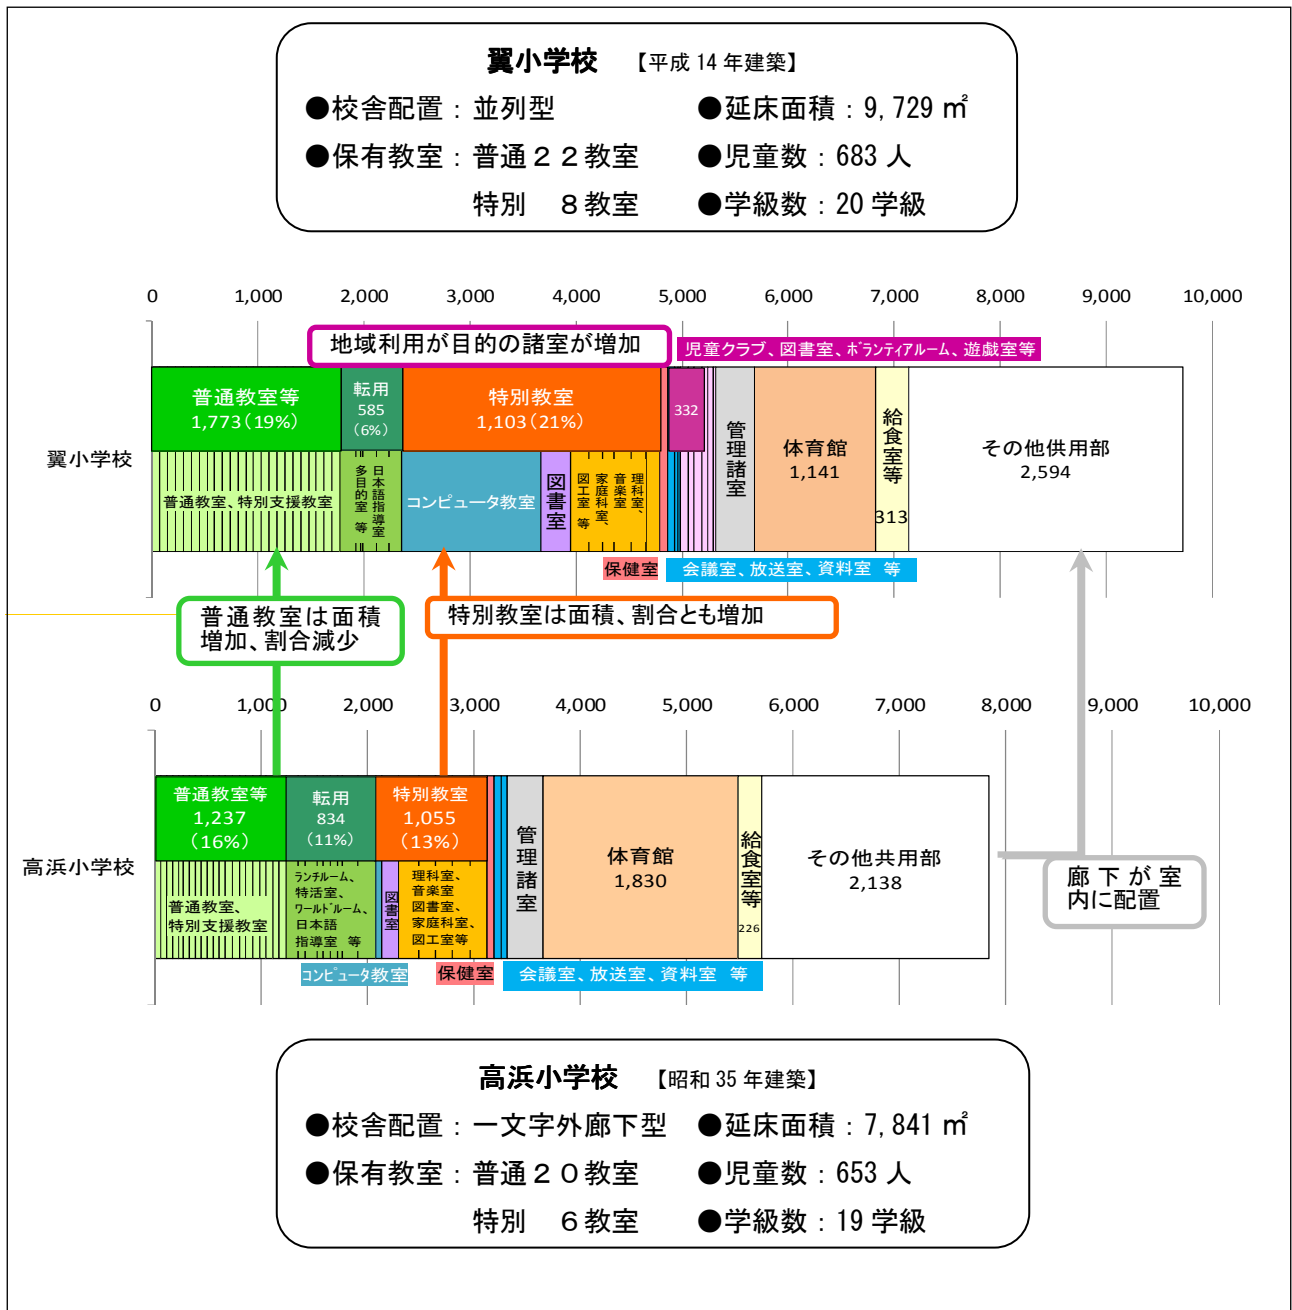 翼小学校 【平成 14 年建築】
●校舎配置：並列型 ●延床面積：9,729 ㎡
●保有教室：普通２２教室 ●児童数：683 人
特別　８教室 ●学級数：20 学級
0 1,000 2,000 3,000 4,000 5,000 6,000 7,000 8,000 9,000 10,000
地域利用が目的の諸室が増加
児童クラブ、図書室、ﾎﾞﾗﾝﾃｨｱﾙｰﾑ、遊戯室等
翼小学校
普通教室等
1,773(19%)
転用
585
(6%)
特別教室
1,103(21%)
332
管理諸室
体育館
1,141
給食室等
313
その他供用部
2,594
普通教室、特別支援教室
日本語指導室
多目的室 等
コンピュータ教室
図書室
理科室、
音楽室
家庭科室、
図工室 等
保健室
会議室、放送室、資料室 等
普通教室は面積
増加、割合減少
特別教室は面積、割合とも増加
0 1,000 2,000 3,000 4,000 5,000 6,000 7,000 8,000 9,000 10,000
高浜小学校
普通教室等
1,237
(16%)
転用
834
(11%)
特別教室
1,055
(13%)
管理諸室
体育館
1,830
給食室等
226
その他共用部
2,138
普通教室、
特別支援教室
ランチルーム、
特活室、
ワールドルーム、
日本語
指導室 等
図書室
理科室、
音楽室
図書室、
家庭科室、
図工室等
コンピュータ教室
保健室
会議室、放送室、資料室 等
廊下が室
内に配置
高浜小学校 【昭和 35 年建築】
●校舎配置：一文字外廊下型 ●延床面積：7,841 ㎡
●保有教室：普通２０教室 ●児童数：653 人
特別　６教室 ●学級数：19 学級